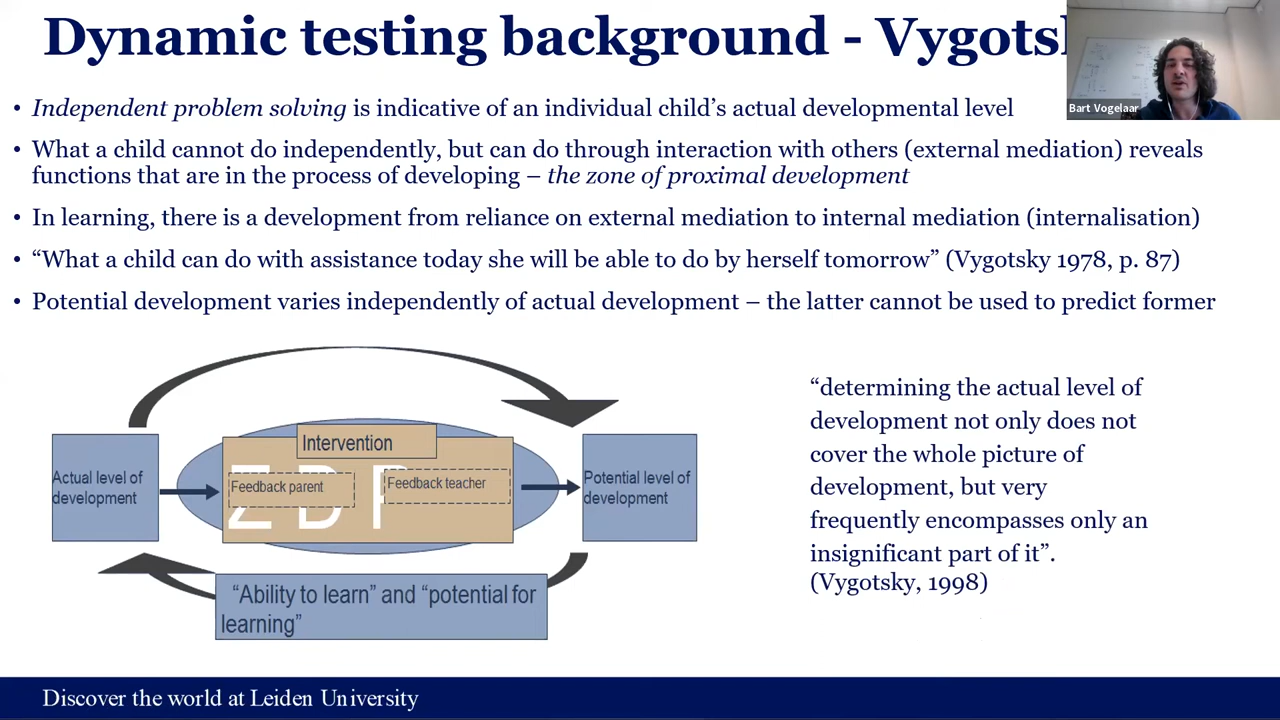 Dynamic testing background - Vygots
Bart Vogelaar
• Independent problem solving is indicative of an individual child’s actual developmental level
• What a child cannot do independently, but can do through interaction with others (external mediation) reveals
functions that are in the process of developing – the zone of proximal development
• In learning, there is a development from reliance on external mediation to internal mediation (internalisation)
• “What a child can do with assistance today she will be able to do by herself tomorrow” (Vygotsky 1978, p. 87)
• Potential development varies independently of actual development – the latter cannot be used to predict former
Actual level of
development
Intervention
Z D P
Feedback parent
Feedback teacher
Potential level of
development
“Ability to learn” and “potential for
learning”
“determining the actual level of
development not only does not
cover the whole picture of
development, but very
frequently encompasses only an
insignificant part of it”.
(Vygotsky, 1998)
Discover the world at Leiden University